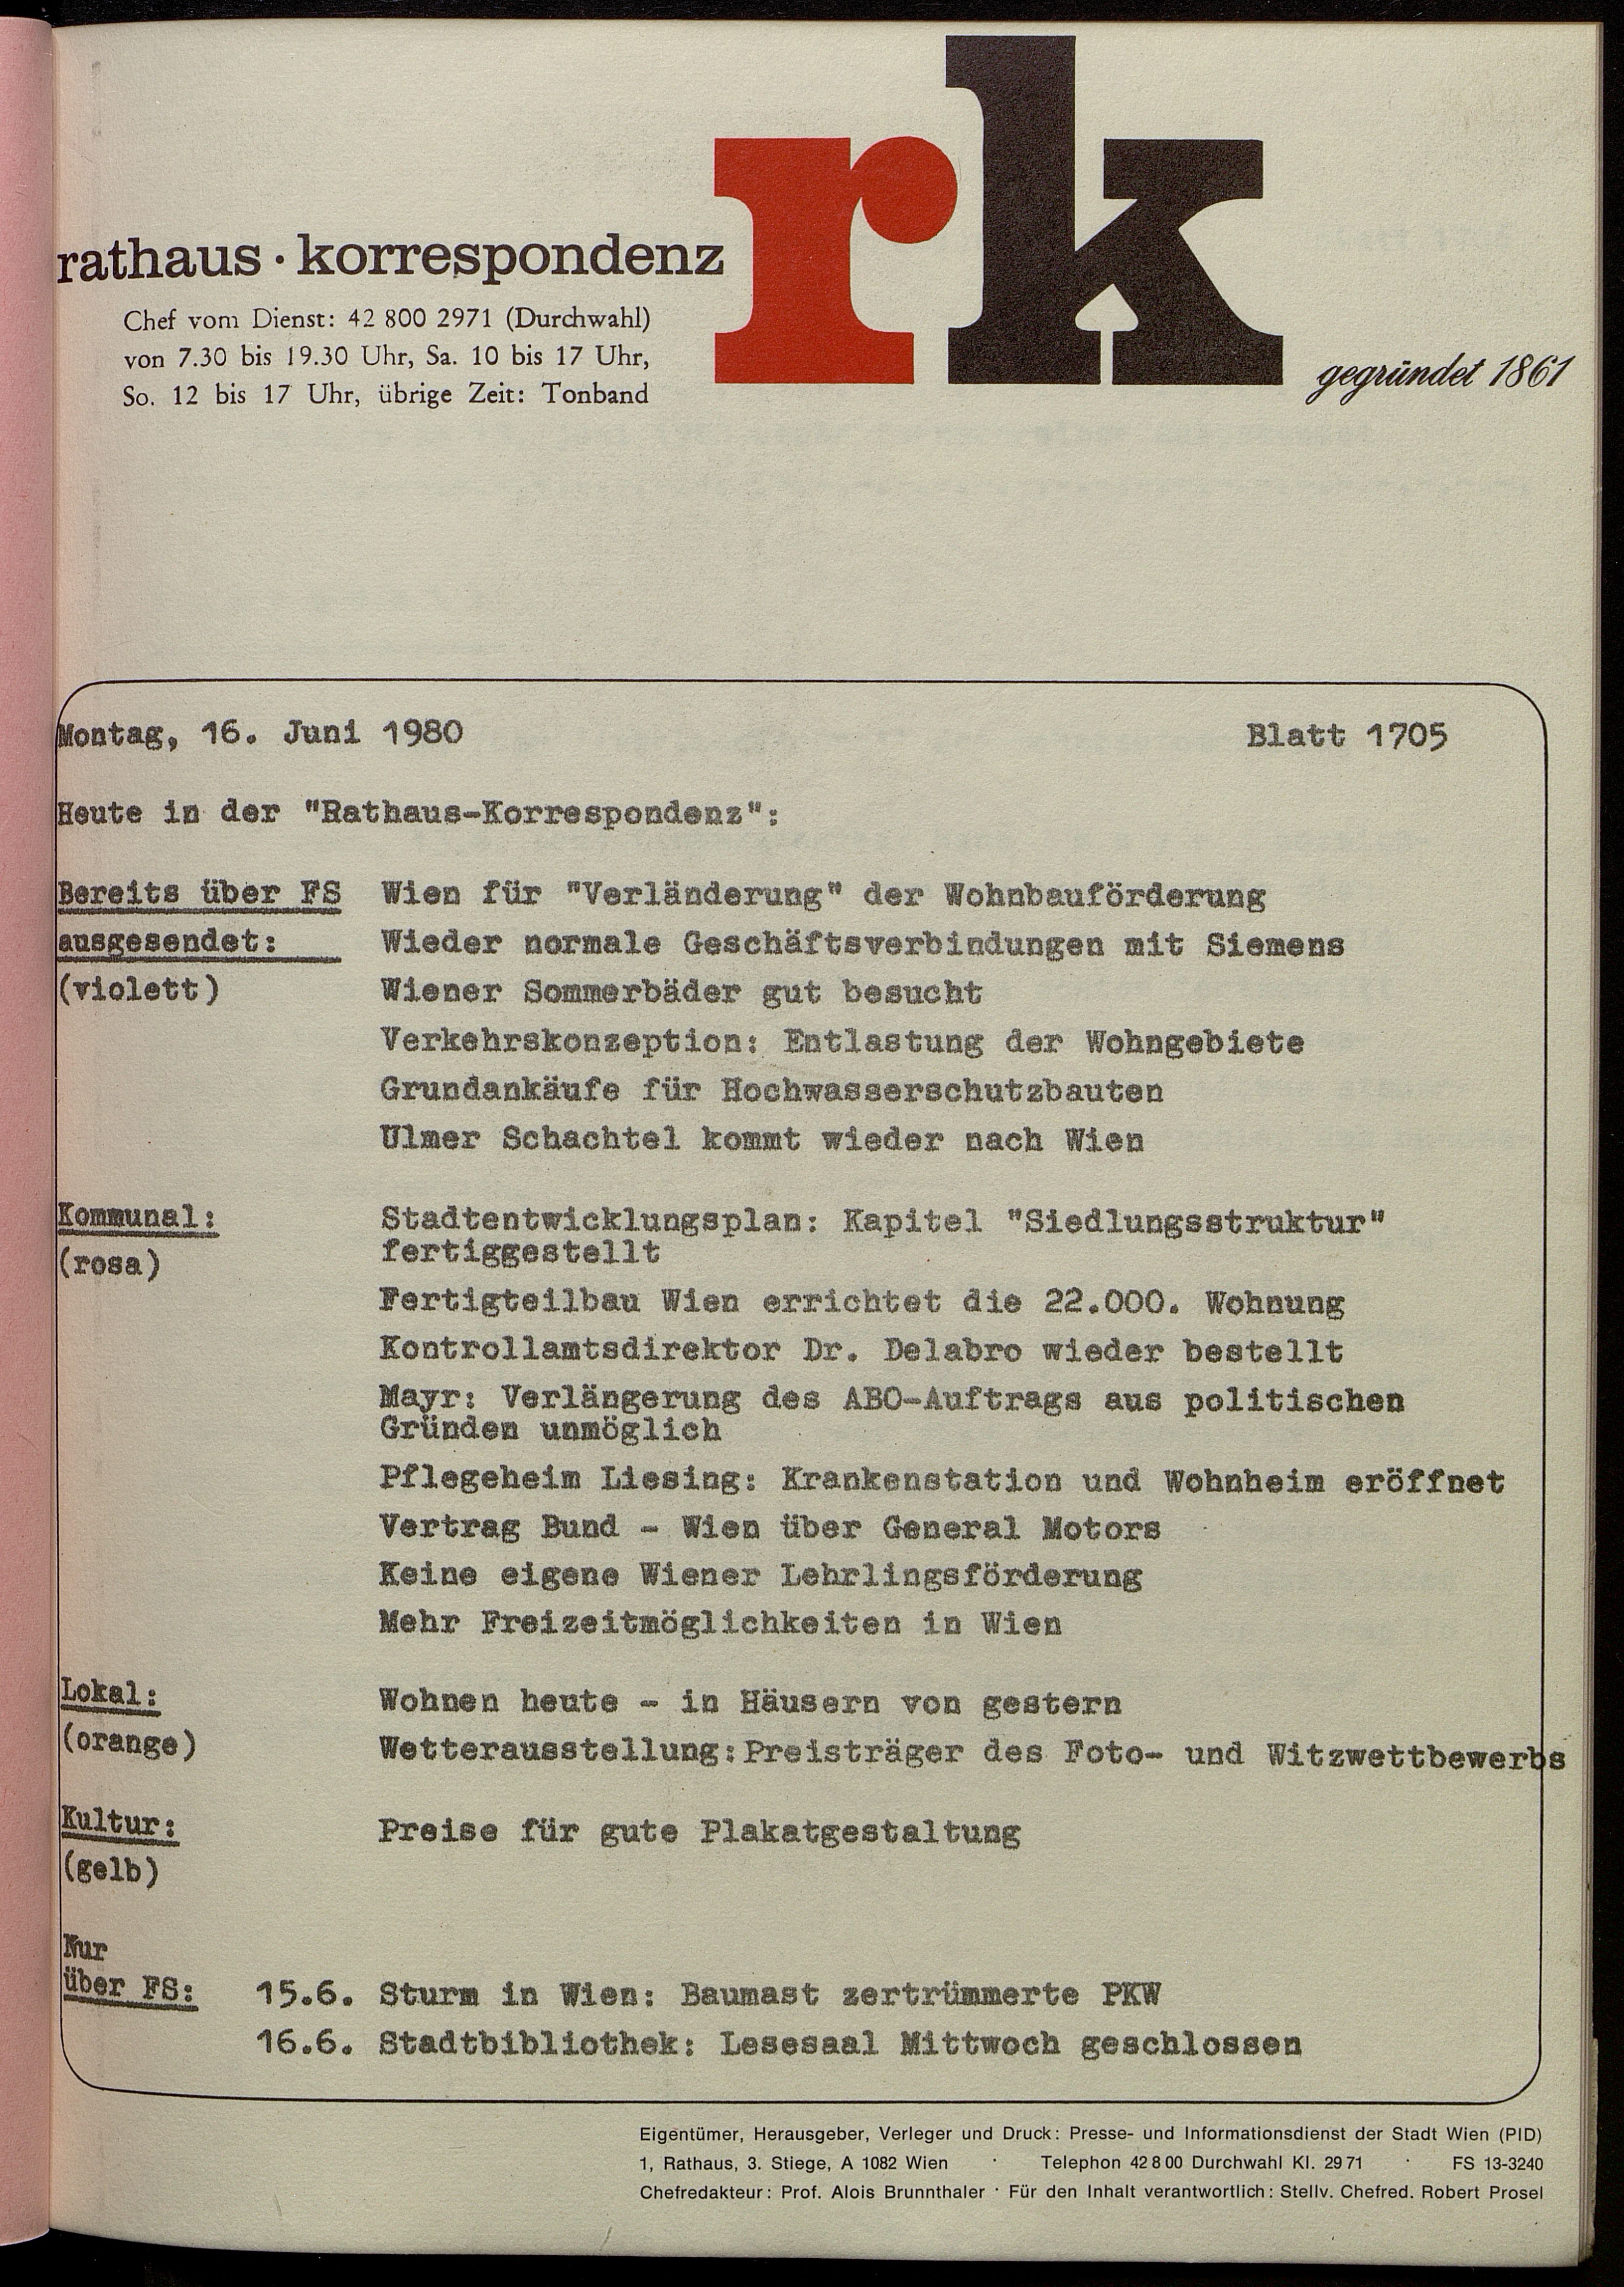 rk
rathaus · korrespondenz
Chef vom Dienst: 42 800 2971 (Durchwahl)
von 7.30 bis 19.30 Uhr, Sa. 10 bis 17 Uhr,
So. 12 bis 17 Uhr, übrige Zeit: Tonband
gegründet 1861
Montag, 16. Juni 1980 Blatt 1705
Heute in der "Rathaus-Korrespondenz":
Bereits über FS Wien für "Verländerung" der Wohnbauförderung
ausgesendet: Wieder normale Geschäftsverbindungen mit Siemens
(violett) Wiener Sommerbäder gut besucht
Verkehrskonzeption: Entlastung der Wohngebiete
Grundankäufe für Hochwasserschutzbauten
Ulmer Schachtel kommt wieder nach Wien
Kommunal: Stadtentwicklungsplan: Kapitel "Siedlungsstruktur"
fertiggestellt
(rosa)
Fertigteilbau Wien errichtet die 22.000. Wohnung
Kontrollamtsdirektor Dr. Delabro wieder bestellt
Mayr: Verlängerung des ABO-Auftrags aus politischen
Gründen unmöglich
Pflegeheim Liesing: Krankenstation und Wohnheim eröffnet
Vertrag Bund - Wien über General Motors
Keine eigene Wiener Lehrlingsförderung
Mehr Freizeitmöglichkeiten in Wien
Lokal: Wohnen heute - in Häusern von gestern
(orange) Wetterausstellung:Preisträger des Foto- und Witzwettbewerbs
Kultur: Preise für gute Plakatgestaltung
(gelb)
Nur
über FS: 15.6. Sturm in Wien: Baumast zertrümmerte PKW
16.6. Stadtbibliothek: Lesesaal Mittwoch geschlossen
Eigentümer, Herausgeber, Verleger und Druck: Presse- und Informationsdienst der Stadt Wien (PID)
1, Rathaus, 3. Stiege, A 1082 Wien · Telephon 42 8 00 Durchwahl Kl. 29 71 · FS 13-3240
Chefredakteur: Prof. Alois Brunnthaler · Für den Inhalt verantwortlich: Stellv. Chefred. Robert Prosel